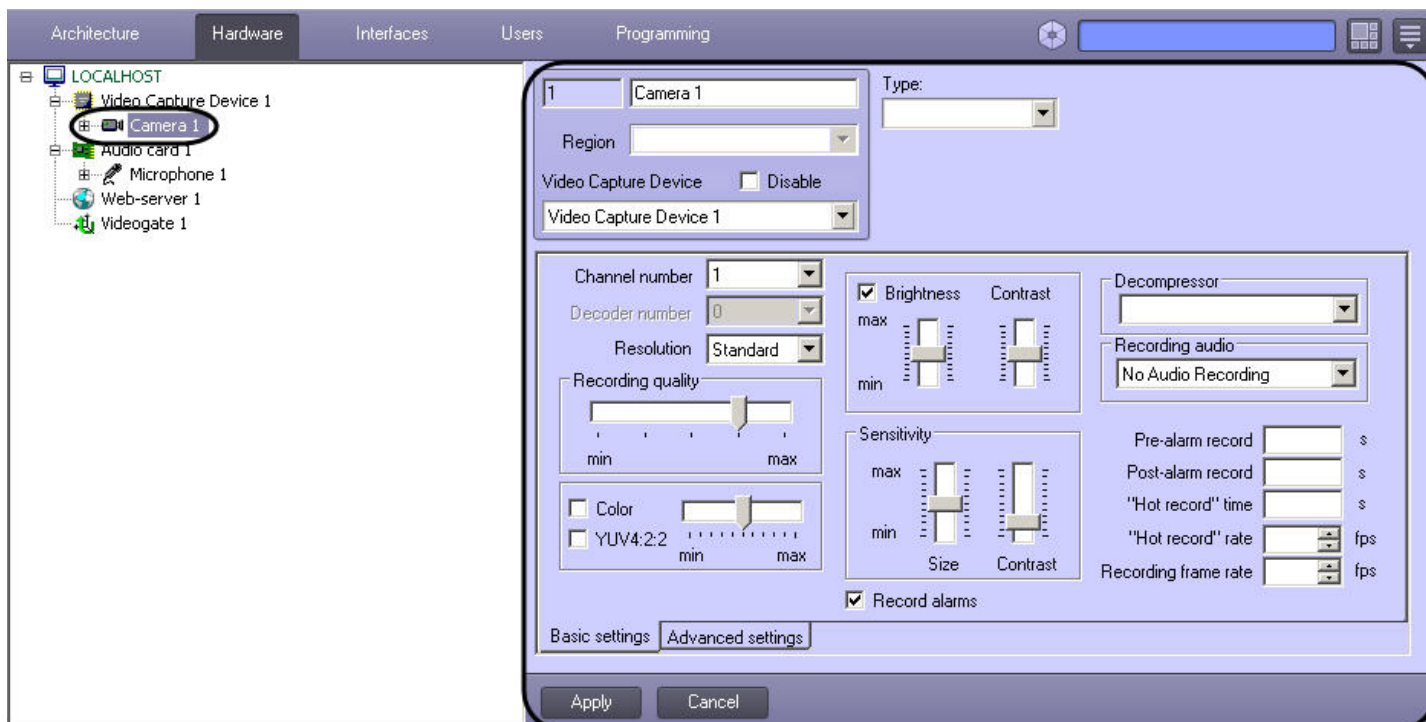 Architecture Hardware Interfaces Users Programming
LOCALHOST
Video Capture Device 1
Camera 1
Audio card 1
Microphone 1
Web-server 1
Videogate 1
1 Camera 1
Type:
Region
Video Capture Device Disable
Video Capture Device 1
Channel number 1
Decoder number 0
Resolution Standard
Recording quality
min max
Color
YUV4:2:2
min max
Brightness Contrast
max
min
Sensitivity
max
min
Size Contrast
Record alarms
Decompressor
Recording audio
No Audio Recording
Pre-alarm record s
Post-alarm record s
"Hot record" time s
"Hot record" rate fps
Recording frame rate fps
Basic settings Advanced settings
Apply Cancel